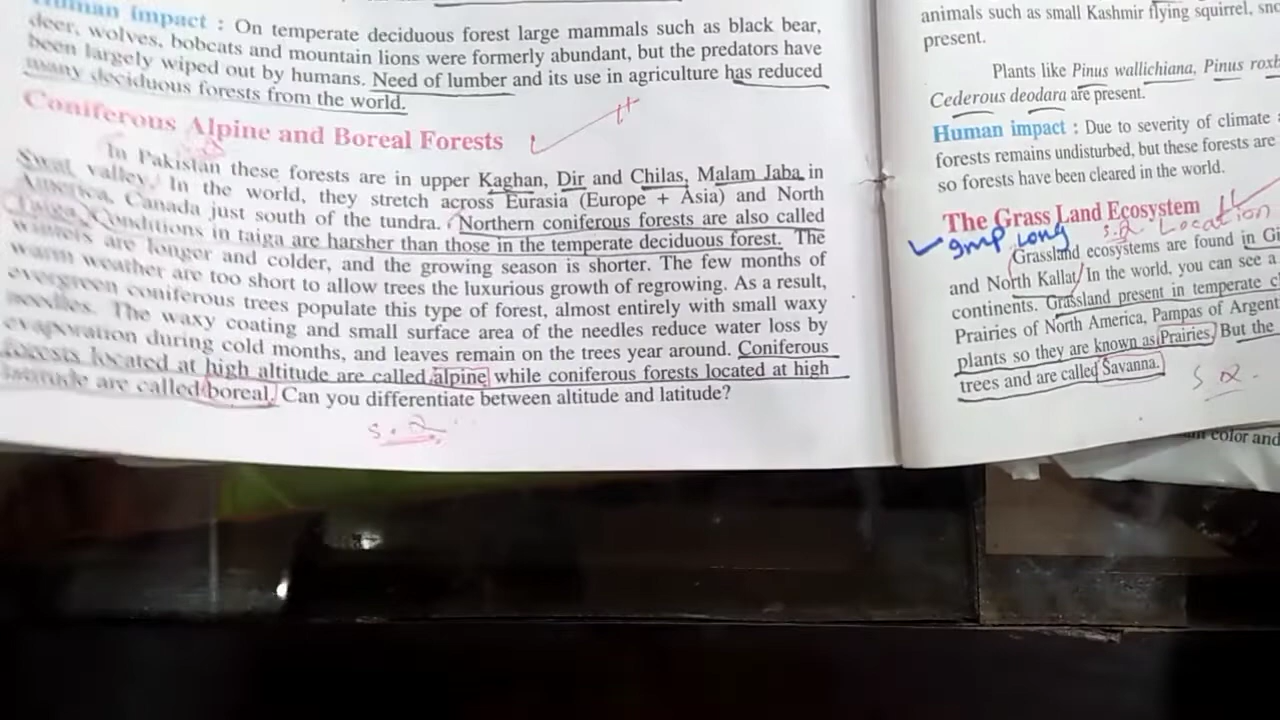 Human impact : On temperate deciduous forest large mammals such as black bear,
deer, wolves, bobcats and mountain lions were formerly abundant, but the predators have
been largely wiped out by humans. Need of lumber and its use in agriculture has reduced
many deciduous forests from the world.
Coniferous Alpine and Boreal Forests
In Pakistan these forests are in upper Kaghan, Dir and Chilas, Malam Jaba in
Swat valley. In the world, they stretch across Eurasia (Europe + Asia) and North
America, Canada just south of the tundra. Northern coniferous forests are also called
Taiga. Conditions in taiga are harsher than those in the temperate deciduous forest. The
winters are longer and colder, and the growing season is shorter. The few months of
warm weather are too short to allow trees the luxurious growth of regrowing. As a result,
evergreen coniferous trees populate this type of forest, almost entirely with small waxy
needles. The waxy coating and small surface area of the needles reduce water loss by
evaporation during cold months, and leaves remain on the trees year around. Coniferous
forests located at high altitude are called alpine while coniferous forests located at high
latitude are called boreal. Can you differentiate between altitude and latitude?
S.Q
animals such as small Kashmir flying squirrel,
present.
Plants like Pinus wallichiana, Pinus
Cederous deodara are present.
Human impact : Due to severity of climate
forests remains undisturbed, but these forests are
so forests have been cleared in the world.
The Grass Land Ecosystem
Imp Long S.Q Location
Grassland ecosystems are found in
and North Kallat. In the world, you can see a
continents. Grassland present in temperate
Prairies of North America, Pampas of
plants so they are known as Prairies. But the
trees and are called Savanna.
S Q.
color and